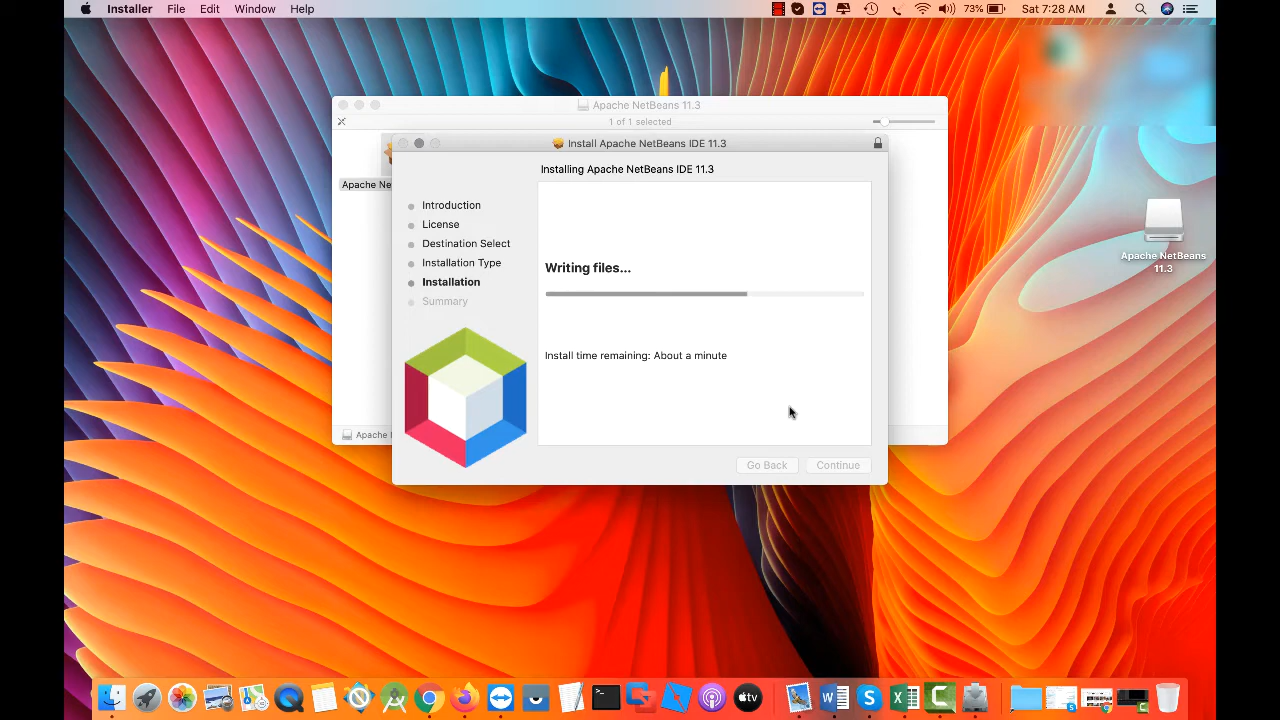 Installer File Edit Window Help
73% Sat 7:28 AM
Apache NetBeans 11.3
1 of 1 selected
Install Apache NetBeans IDE 11.3
Installing Apache NetBeans IDE 11.3
Apache Ne
Introduction
License
Destination Select
Installation Type
Installation
Summary
Writing files...
Install time remaining: About a minute
Apache
Go Back Continue
Apache NetBeans
11.3
tv